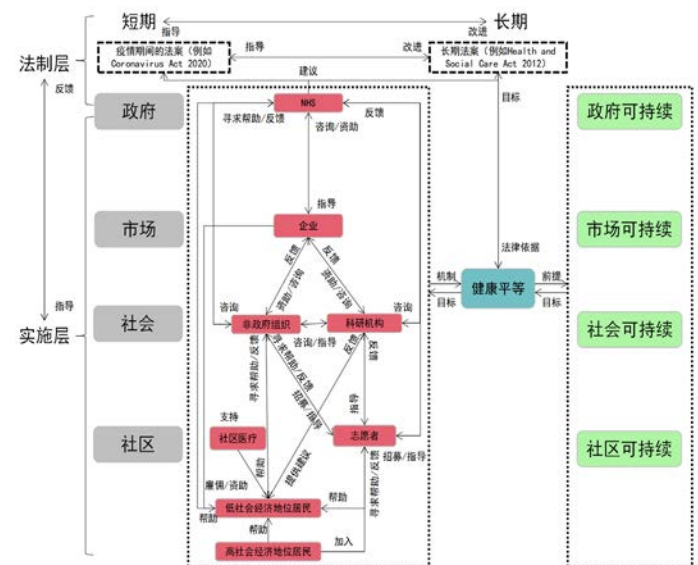 短期
长期
指导
改进
疫情期间的法案（例如
Coronavirus Act 2020）
指导
改进
长期法案（例如Health and
Social Care Act 2012）
法制层
建议
反馈
目标
政府
NHS
寻求帮助/反馈
反馈
咨询/资助
政府可持续
指导
市场
企业
市场可持续
反馈
反馈
法律依据
资助/咨询
资助/咨询
机制
健康平等
前提
目标
目标
指导
咨询
咨询
实施层
社会
非政府组织
科研机构
社会可持续
咨询/指导
寻求帮助/反馈
寻求帮助/反馈
反馈
反馈
招募/指导
指导
支持
社区
社区医疗
志愿者
社区可持续
帮助
提供建议
招募/指导
寻求帮助/反馈
雇佣/资助
帮助
低社会经济地位居民
帮助
帮助
高社会经济地位居民
加入